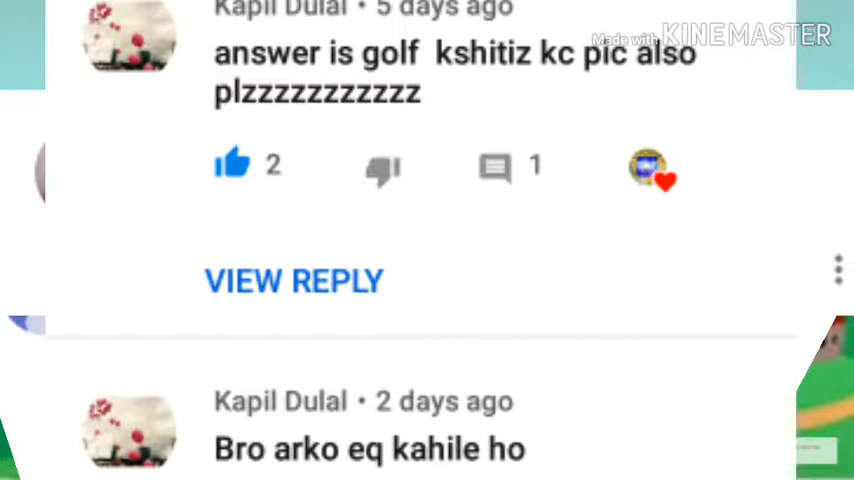 Kapil Dulal • 5 days ago
Made with KINEMASTER
answer is golf kshitiz kc pic also
plzzzzzzzzzzz
2
1
VIEW REPLY
Kapil Dulal • 2 days ago
Bro arko eq kahile ho